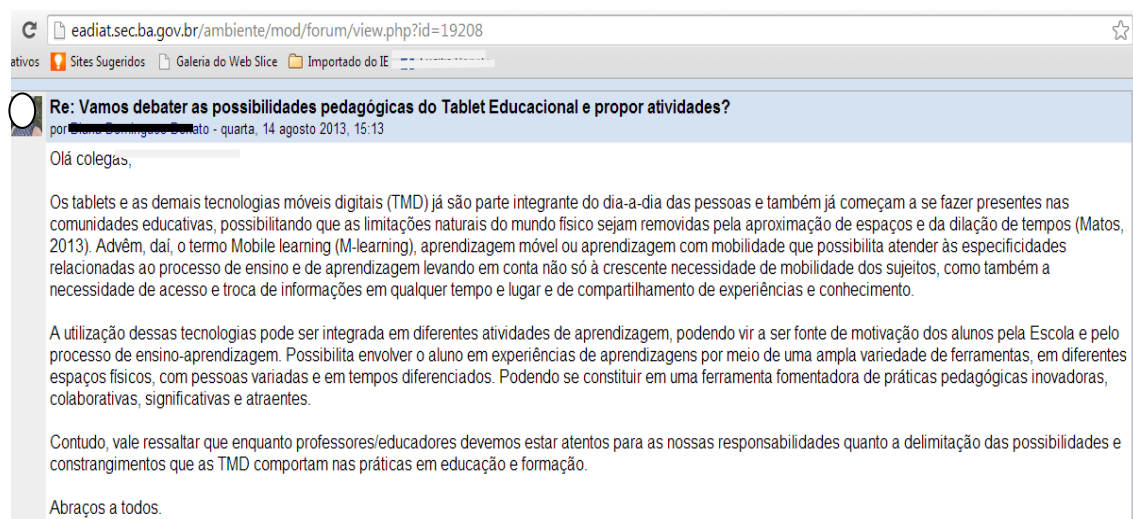 eadiat.sec.ba.gov.br/ambiente/mod/forum/view.php?id=19208
ativos Sites Sugeridos Galeria do Web Slice Importado do IE
Re: Vamos debater as possibilidades pedagógicas do Tablet Educacional e propor atividades?
por - quarta, 14 agosto 2013, 15:13
Olá colegas,
Os tablets e as demais tecnologias móveis digitais (TMD) já são parte integrante do dia-a-dia das pessoas e também já começam a se fazer presentes nas
comunidades educativas, possibilitando que as limitações naturais do mundo físico sejam removidas pela aproximação de espaços e da dilação de tempos (Matos,
2013). Advêm, daí, o termo Mobile learning (M-learning), aprendizagem móvel ou aprendizagem com mobilidade que possibilita atender às especificidades
relacionadas ao processo de ensino e de aprendizagem levando em conta não só à crescente necessidade de mobilidade dos sujeitos, como também a
necessidade de acesso e troca de informações em qualquer tempo e lugar e de compartilhamento de experiências e conhecimento.
A utilização dessas tecnologias pode ser integrada em diferentes atividades de aprendizagem, podendo vir a ser fonte de motivação dos alunos pela Escola e pelo
processo de ensino-aprendizagem. Possibilita envolver o aluno em experiências de aprendizagens por meio de uma ampla variedade de ferramentas, em diferentes
espaços físicos, com pessoas variadas e em tempos diferenciados. Podendo se constituir em uma ferramenta fomentadora de práticas pedagógicas inovadoras,
colaborativas, significativas e atraentes.
Contudo, vale ressaltar que enquanto professores/educadores devemos estar atentos para as nossas responsabilidades quanto a delimitação das possibilidades e
constrangimentos que as TMD comportam nas práticas em educação e formação.
Abraços a todos.